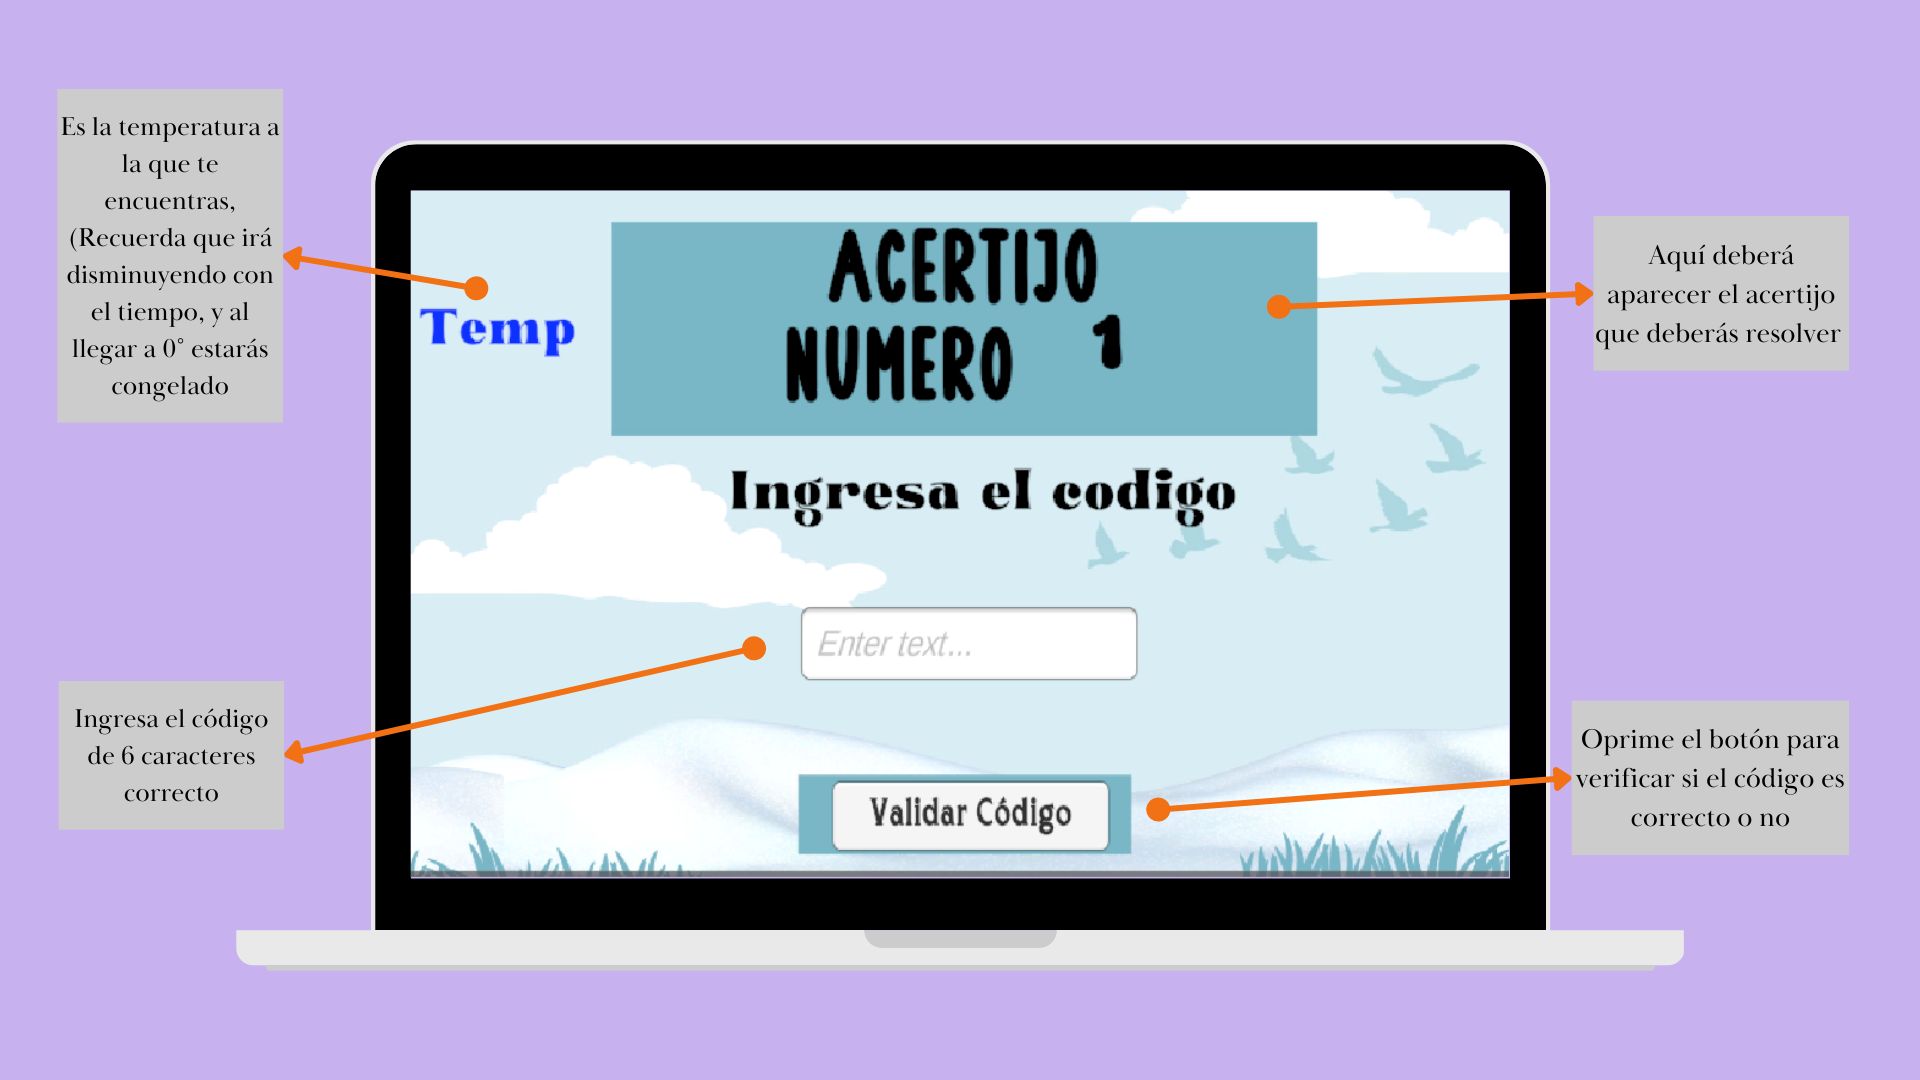 Es la temperatura a
la que te
encuentras,
(Recuerda que irá
disminuyendo con
el tiempo, y al
llegar a 0° estarás
congelado
Temp
ACERTIJO
NUMERO 1
Aquí deberá
aparecer el acertijo
que deberás resolver
Ingresa el codigo
Enter text...
Ingresa el código
de 6 caracteres
correcto
Validar Código
Oprime el botón para
verificar si el código es
correcto o no